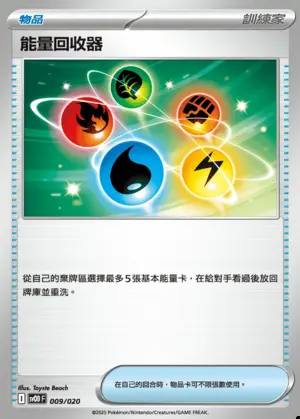 物品
訓練家
能量回收器
從自己的棄牌區選擇最多5張基本能量卡，在給對手看過後放回
牌庫並重洗。
Illus. Toyste Beach
I
F
009/020
在自己的回合時，物品卡可不限張數使用。
©2025 Pokémon/Nintendo/Creatures/GAME FREAK.